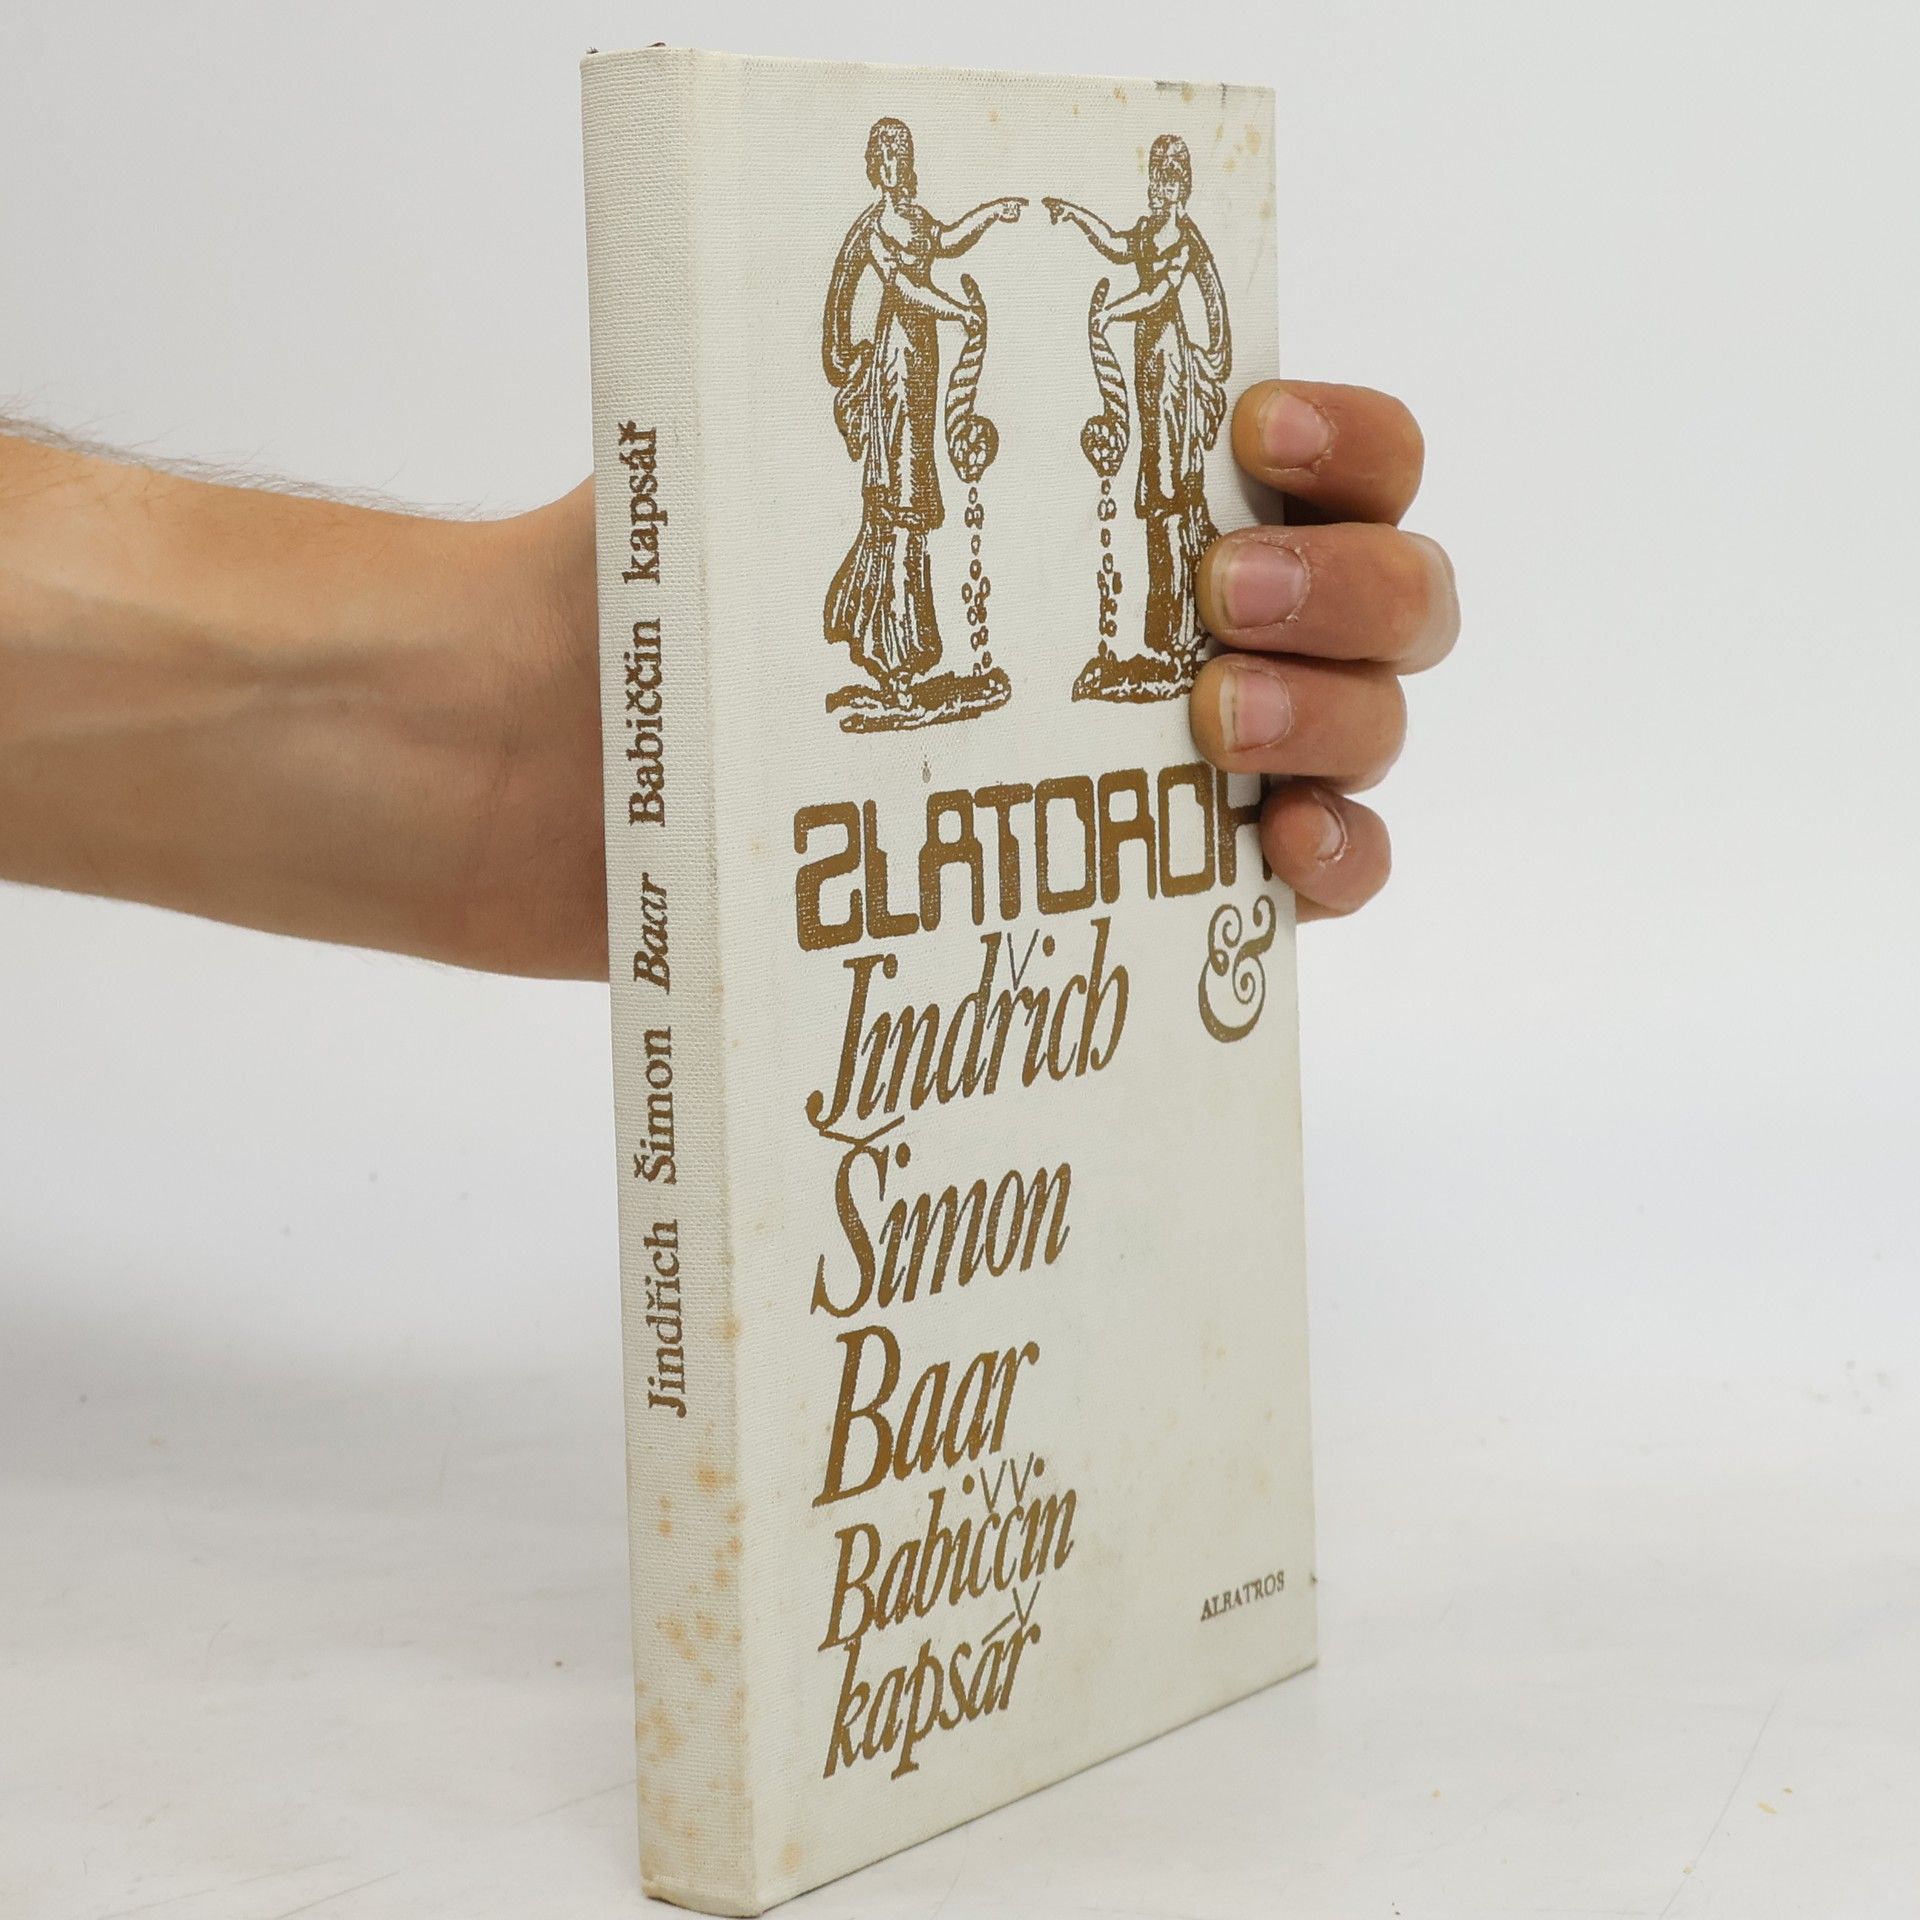 Jindřich Šimon Baar Babiččin kapsář
ZLATOROH
&
Jindřich
Šimon
Baar
Babiččin
kapsář
ALBATROS